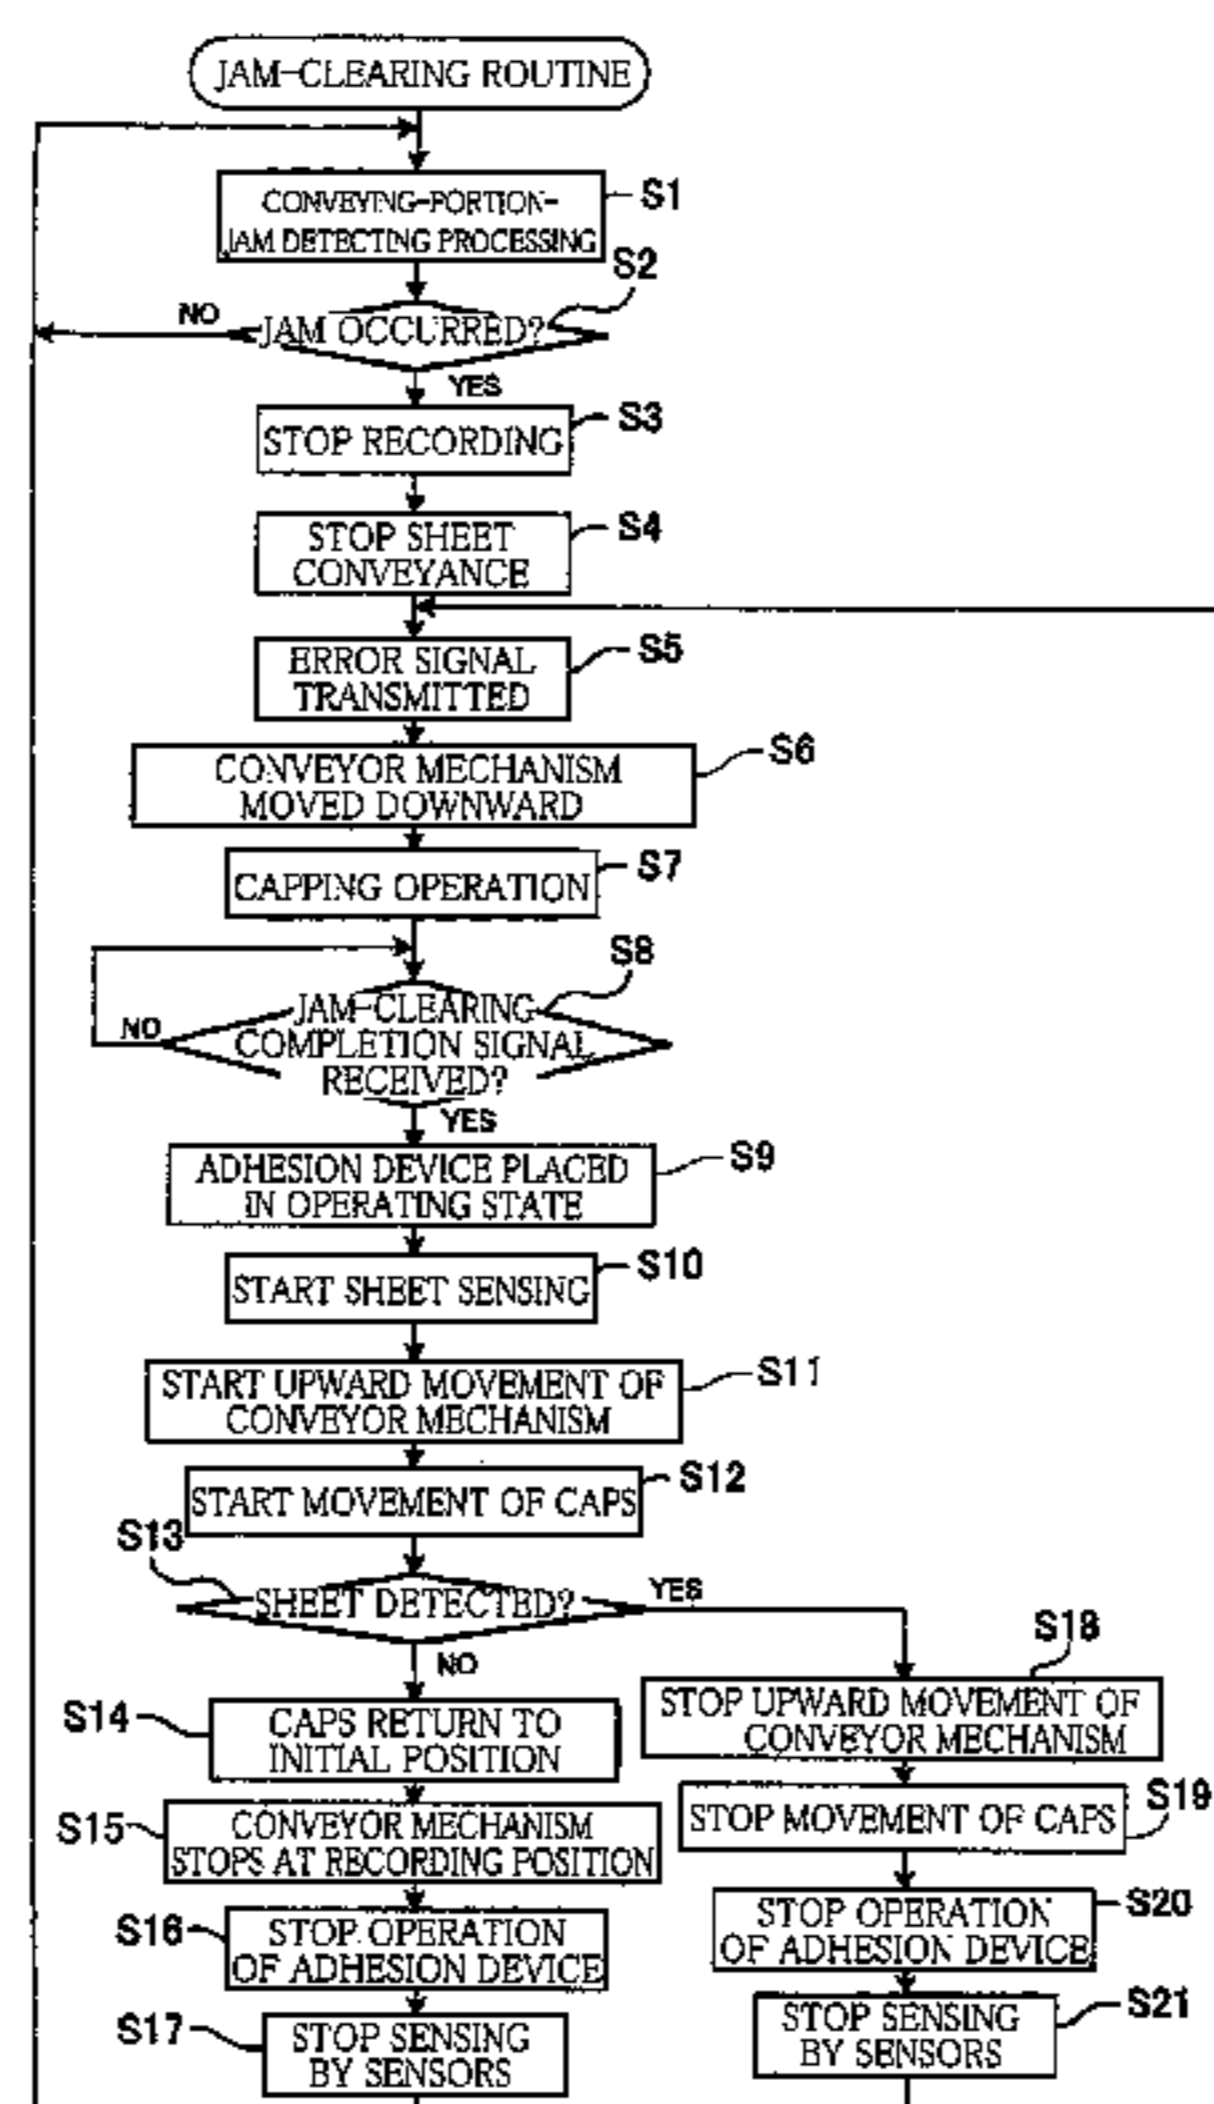 JAM-CLEARING ROUTINE
CONVEYING-PORTION-
JAM DETECTING PROCESSING
S1
S2
NO
JAM OCCURRED?
YES
S3
STOP RECORDING
S4
STOP SHEET
CONVEYANCE
S5
ERROR SIGNAL
TRANSMITTED
S6
CONVEYOR MECHANISM
MOVED DOWNWARD
S7
CAPPING OPERATION
S8
JAM-CLEARING
NO
COMPLETION SIGNAL
RECEIVED?
YES
S9
ADHESION DEVICE PLACED
IN OPERATING STATE
S10
START SHEET SENSING
S11
START UPWARD MOVEMENT OF
CONVEYOR MECHANISM
S12
START MOVEMENT OF CAPS
S13
SHEET DETECTED?
YES
NO
S14
CAPS RETURN TO
INITIAL POSITION
S15
CONVEYOR MECHANISM
STOPS AT RECORDING POSITION
S16
STOP OPERATION
OF ADHESION DEVICE
S17
STOP SENSING
BY SENSORS
S18
STOP UPWARD MOVEMENT OF
CONVEYOR MECHANISM
S19
STOP MOVEMENT OF CAPS
S20
STOP OPERATION
OF ADHESION DEVICE
S21
STOP SENSING
BY SENSORS